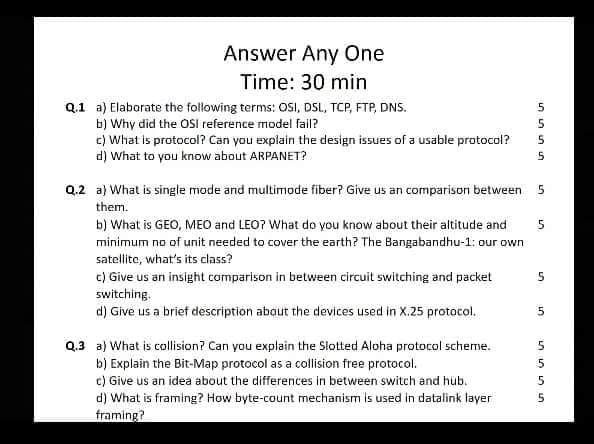 Answer Any One
Time: 30 min
Q.1 a) Elaborate the following terms: OSI, DSL, TCP, FTP, DNS. 5
b) Why did the OSI reference model fail? 5
c) What is protocol? Can you explain the design issues of a usable protocol? 5
d) What to you know about ARPANET? 5
Q.2 a) What is single mode and multimode fiber? Give us an comparison between 5
them.
b) What is GEO, MEO and LEO? What do you know about their altitude and 5
minimum no of unit needed to cover the earth? The Bangabandhu-1: our own
satellite, what's its class?
c) Give us an insight comparison in between circuit switching and packet 5
switching.
d) Give us a brief description about the devices used in X.25 protocol. 5
Q.3 a) What is collision? Can you explain the Slotted Aloha protocol scheme. 5
b) Explain the Bit-Map protocol as a collision free protocol. 5
c) Give us an idea about the differences in between switch and hub. 5
d) What is framing? How byte-count mechanism is used in datalink layer 5
framing?